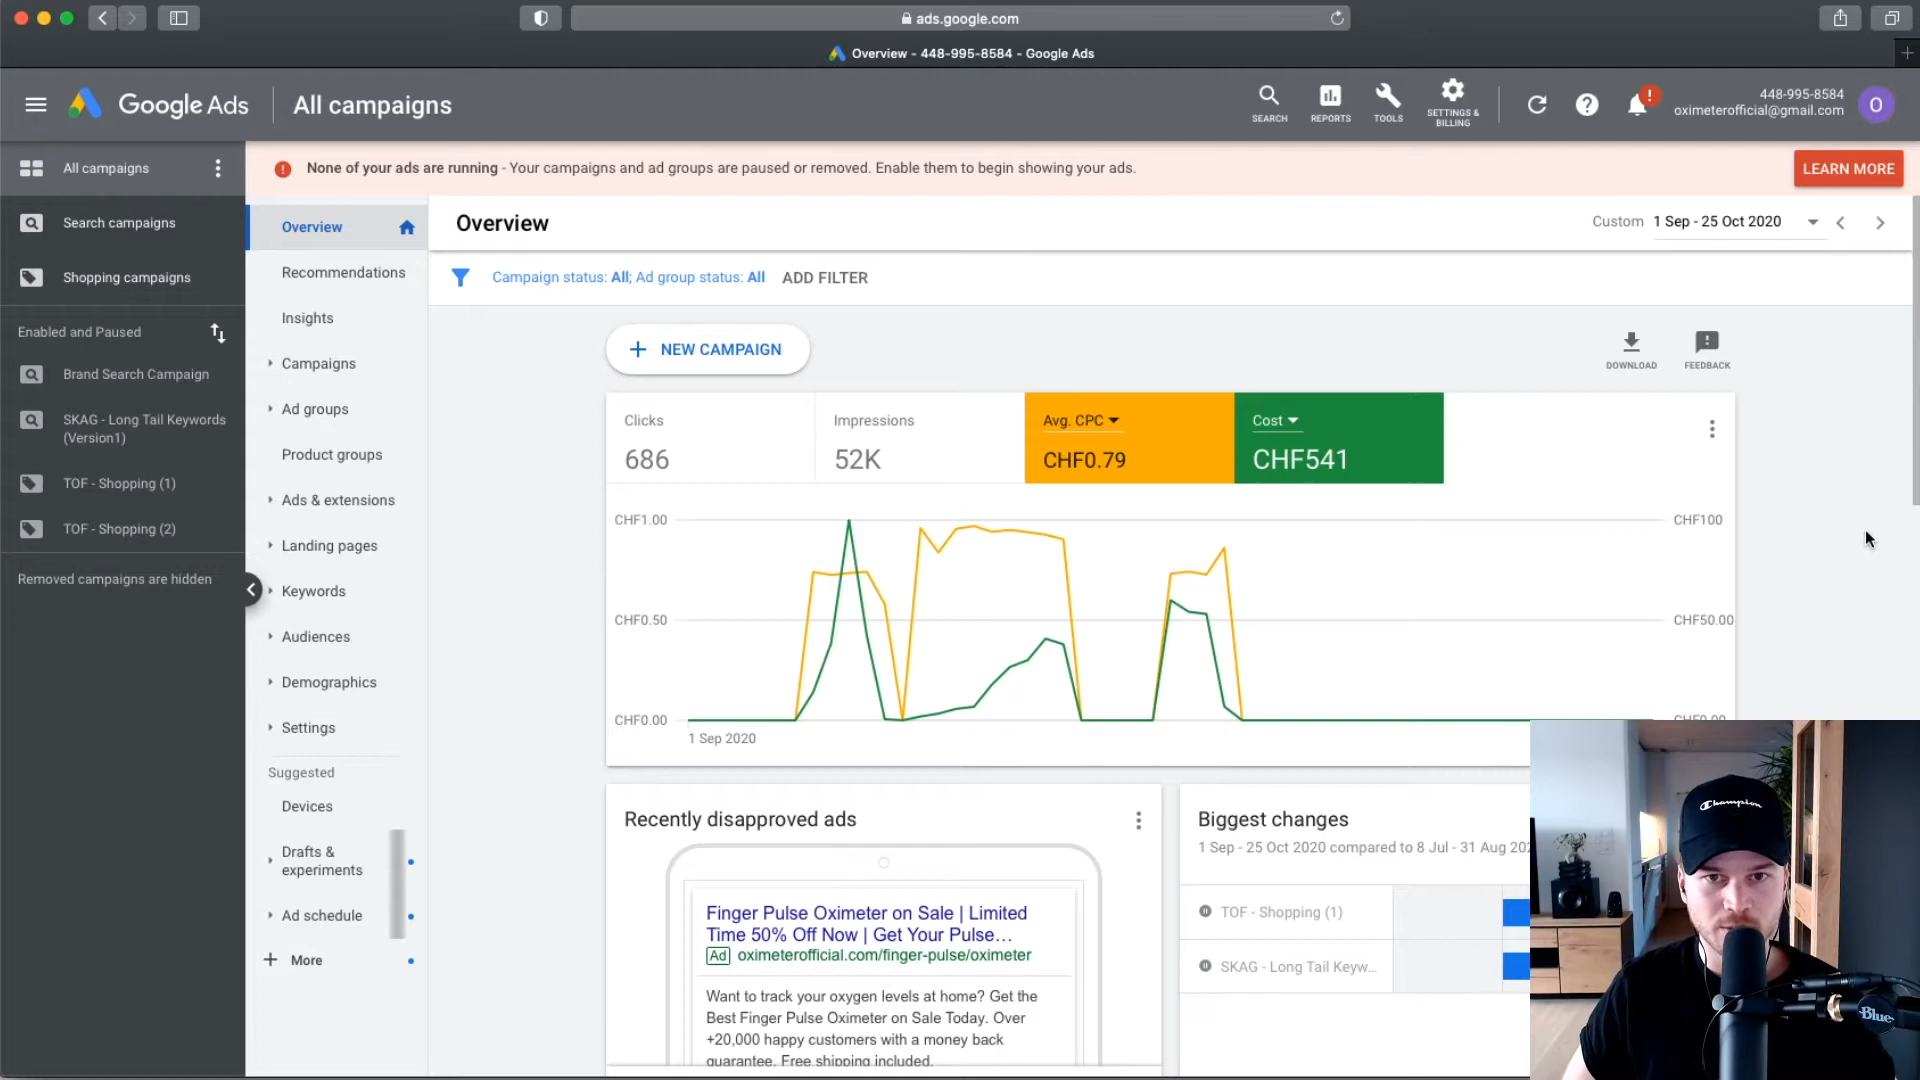 ads.google.com
Overview - 448-995-8584 - Google Ads
Google Ads
All campaigns
SEARCH
REPORTS
TOOLS
SETTINGS &
BILLING
!
448-995-8584
oximeterofficial@gmail.com
O
All campaigns
Search campaigns
Shopping campaigns
Enabled and Paused
Brand Search Campaign
SKAG - Long Tail Keywords
(Version1)
TOF - Shopping (1)
TOF - Shopping (2)
Removed campaigns are hidden
None of your ads are running - Your campaigns and ad groups are paused or removed. Enable them to begin showing your ads.
LEARN MORE
Overview
Recommendations
Insights
Campaigns
Ad groups
Product groups
Ads & extensions
Landing pages
Keywords
Audiences
Demographics
Settings
Suggested
Devices
Drafts &
experiments
Ad schedule
+ More
Overview
Custom 1 Sep - 25 Oct 2020
Campaign status: All; Ad group status: All ADD FILTER
+ NEW CAMPAIGN
DOWNLOAD
FEEDBACK
Clicks
686
Impressions
52K
Avg. CPC
CHF0.79
Cost
CHF541
CHF1.00
CHF0.50
CHF0.00
CHF100
CHF50.00
1 Sep 2020
Recently disapproved ads
Finger Pulse Oximeter on Sale | Limited
Time 50% Off Now | Get Your Pulse…
Ad oximeterofficial.com/finger-pulse/oximeter
Want to track your oxygen levels at home? Get the
Best Finger Pulse Oximeter on Sale Today. Over
+20,000 happy customers with a money back
guarantee. Free shipping included.
Biggest changes
1 Sep - 25 Oct 2020 compared to 8 Jul - 31 Aug
TOF - Shopping (1)
SKAG - Long Tail Keyw...
Champion
Blue